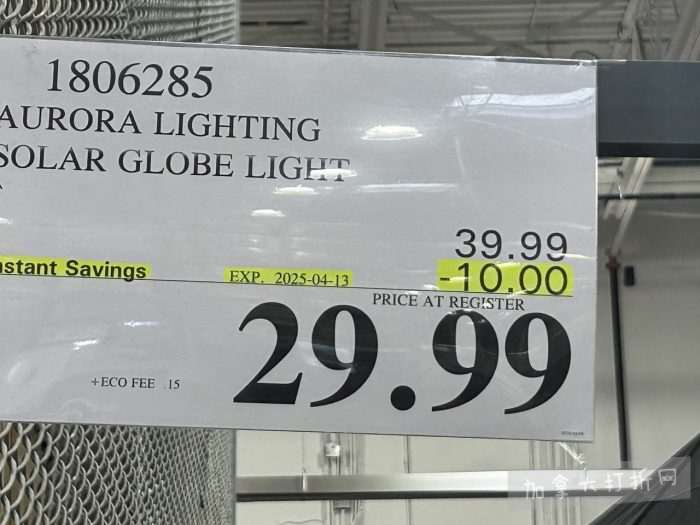 1806285
AURORA LIGHTING
SOLAR GLOBE LIGHT
39.99
nstant Savings EXP. 2025-04-13 -10.00
PRICE AT REGISTER
29.99
+ECO FEE .15
加拿大打折网